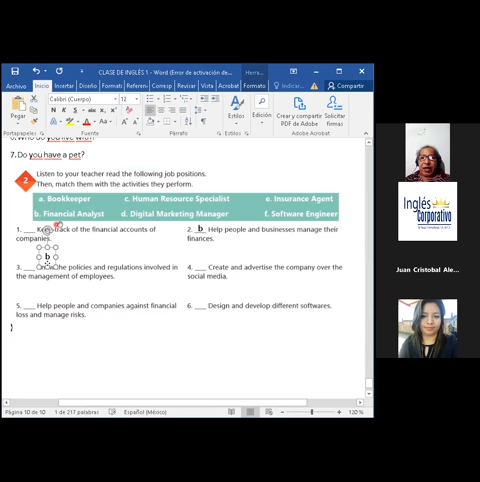 CLASE DE INGLÉS 1 - Word (Error de activación de...
Herra...
Archivo Inicio Insertar Diseño Format Referen Corresp Revisar Vista Acrobat Formato Indicar... Compartir
Calibri (Cuerpo) 12
Pegar
N K S abc
Estilos Edición Crear y compartir PDF de Adobe Solicitar firmas
Portapapeles Fuente Párrafo Estilos Adobe Acrobat
7. Do you have a pet?
2 Listen to your teacher read the following job positions.
Then, match them with the activities they perform.
a. Bookkeeper c. Human Resource Specialist e. Insurance Agent
b. Financial Analyst d. Digital Marketing Manager f. Software Engineer
1. ___ Keep track of the financial accounts of
companies.
2. b Help people and businesses manage their
finances.
b
3. ___ the policies and regulations involved in
the management of employees.
4. ___ Create and advertise the company over the
social media.
5. ___ Help people and companies against financial
loss and manage risks.
6. ___ Design and develop different softwares.
Página 10 de 10 1 de 217 palabras Español (México) 120 %
Inglés
Corporativo
Juan Cristobal Ale...